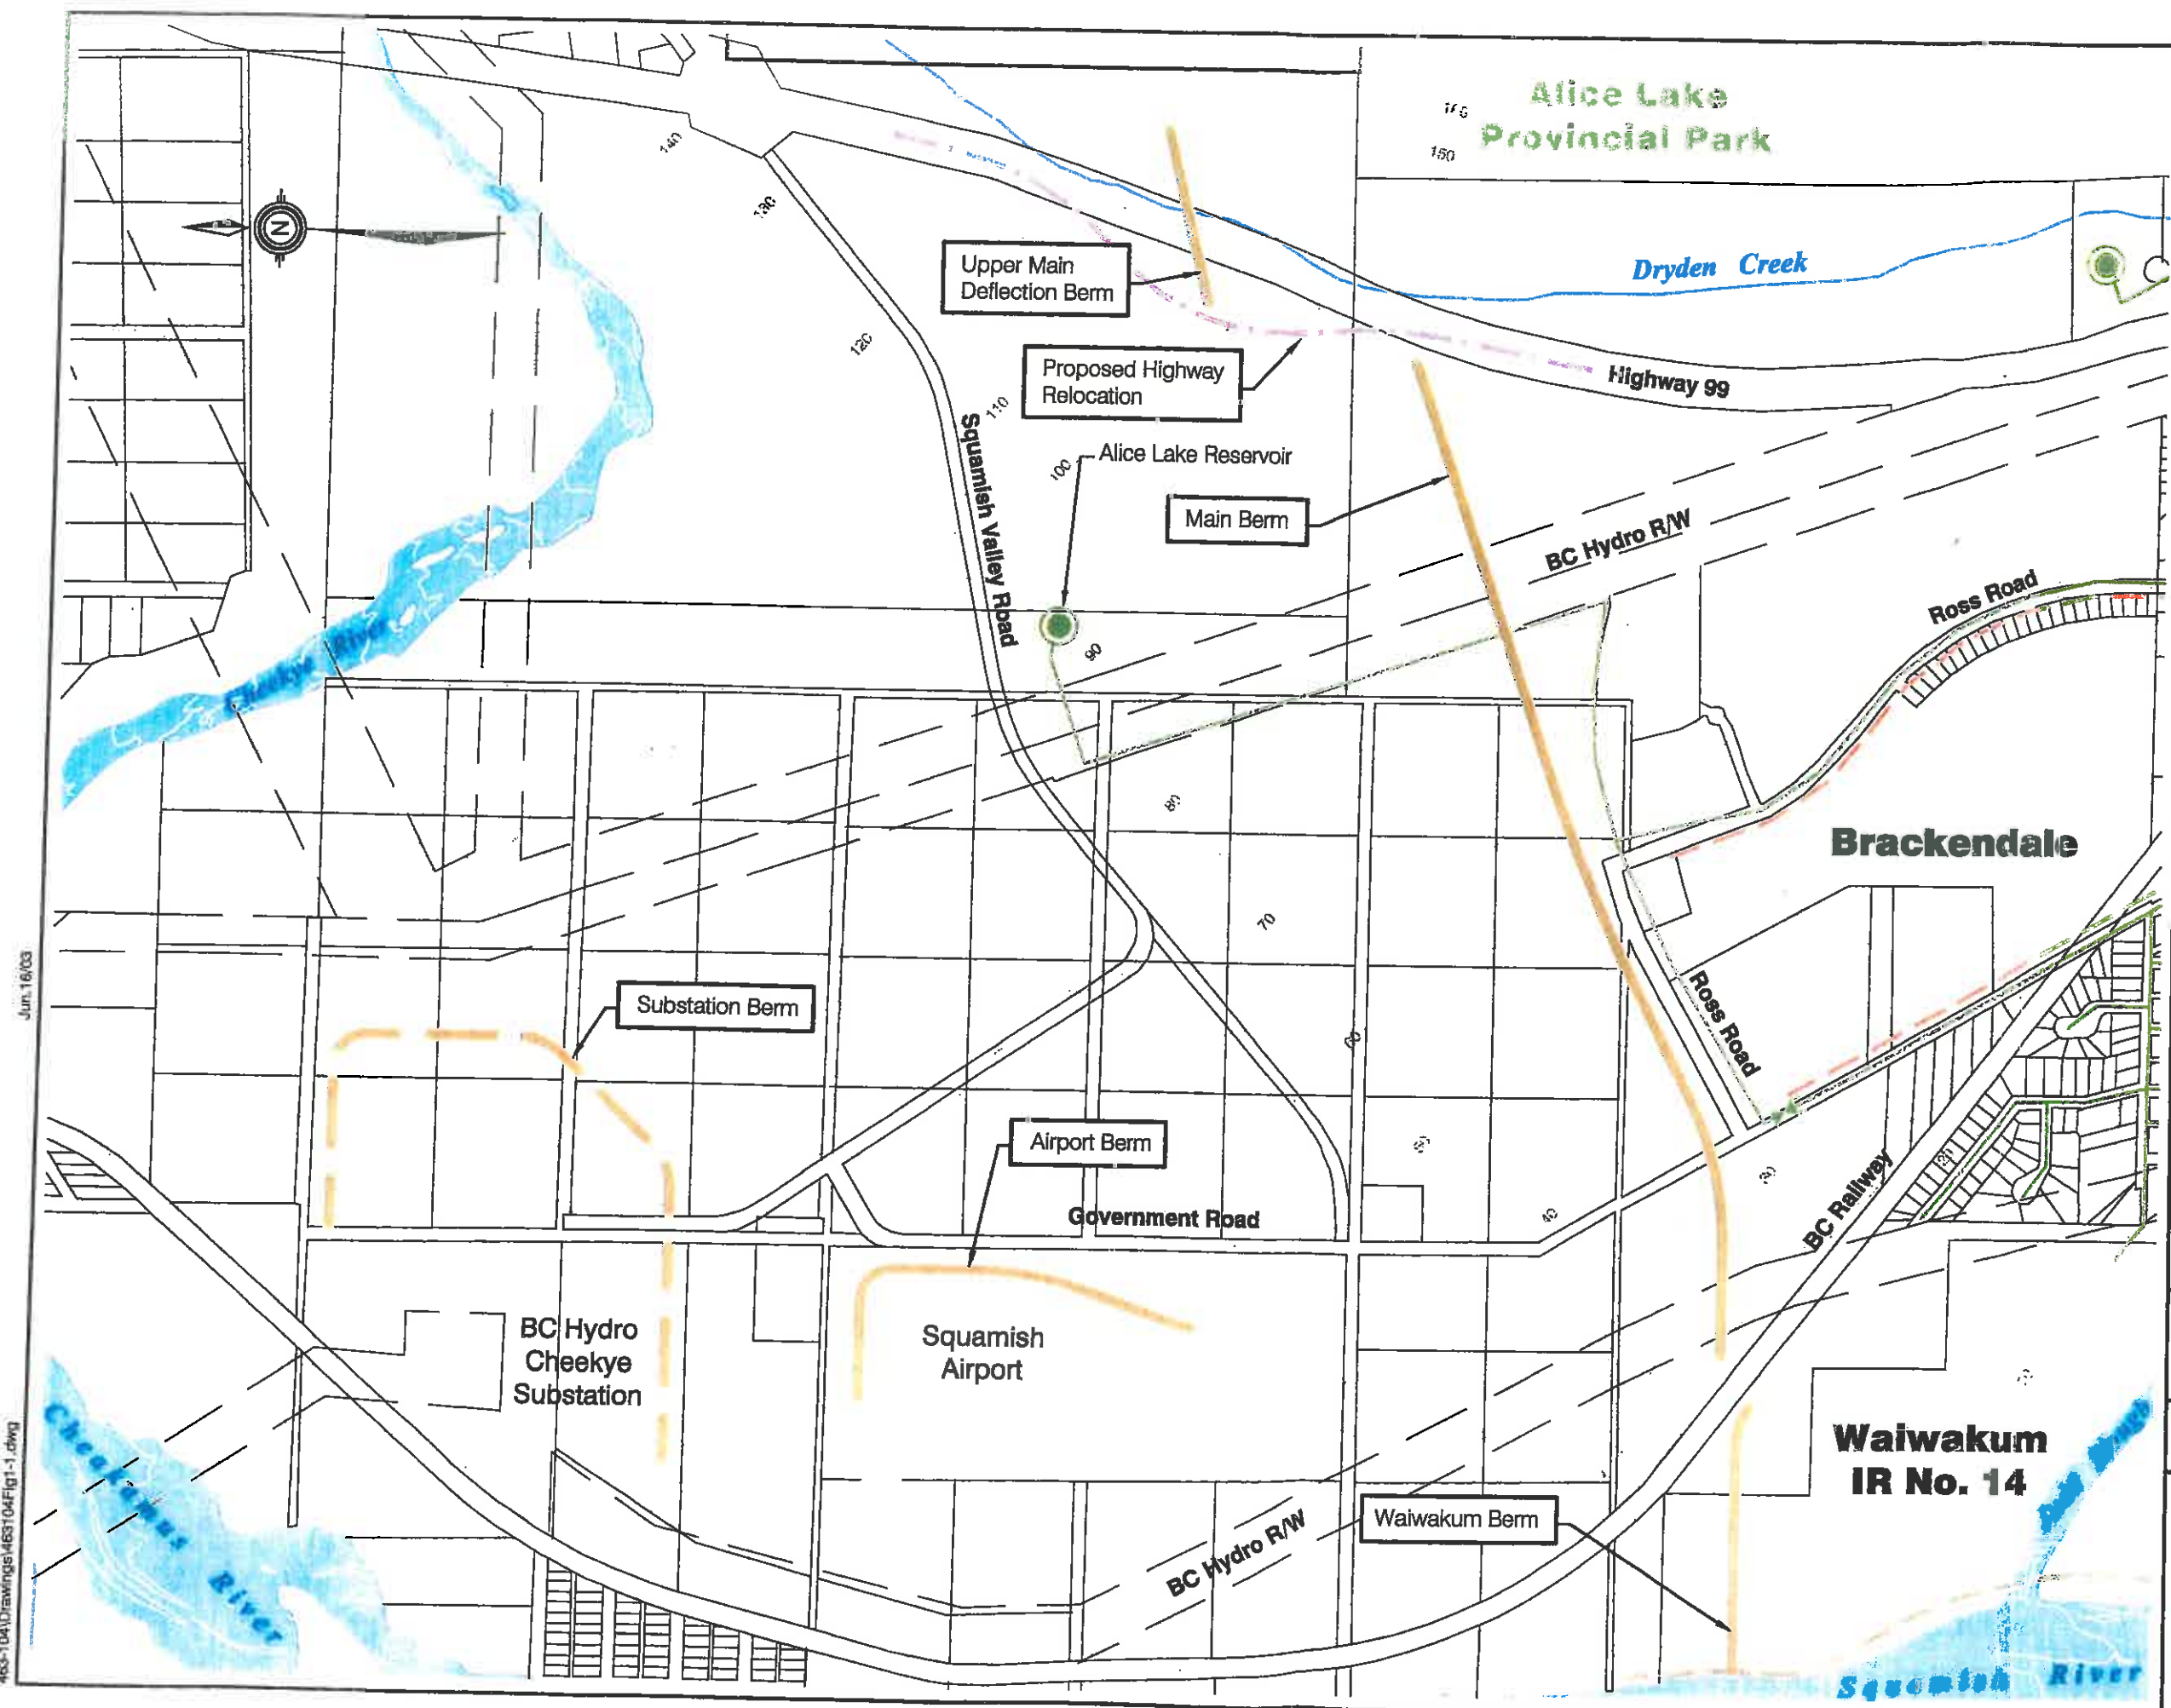 Alice Lake
Provincial Park
150
140
130
N
Upper Main
Deflection Berm
Dryden Creek
120
Proposed Highway
Relocation
Highway 99
110
Squamish Valley Road
100
Alice Lake Reservoir
Main Berm
BC Hydro R/W
Ross Road
Cheekye River
90
80
Brackendale
70
Jun.16/03
Substation Berm
Ross Road
60
Airport Berm
30
20
Government Road
40
BC Railway
BC Hydro
Cheekye
Substation
Squamish
Airport
Cheakamus River
Waiwakum
IR No. 14
Waiwakum Berm
BC Hydro R/W
Squamish River